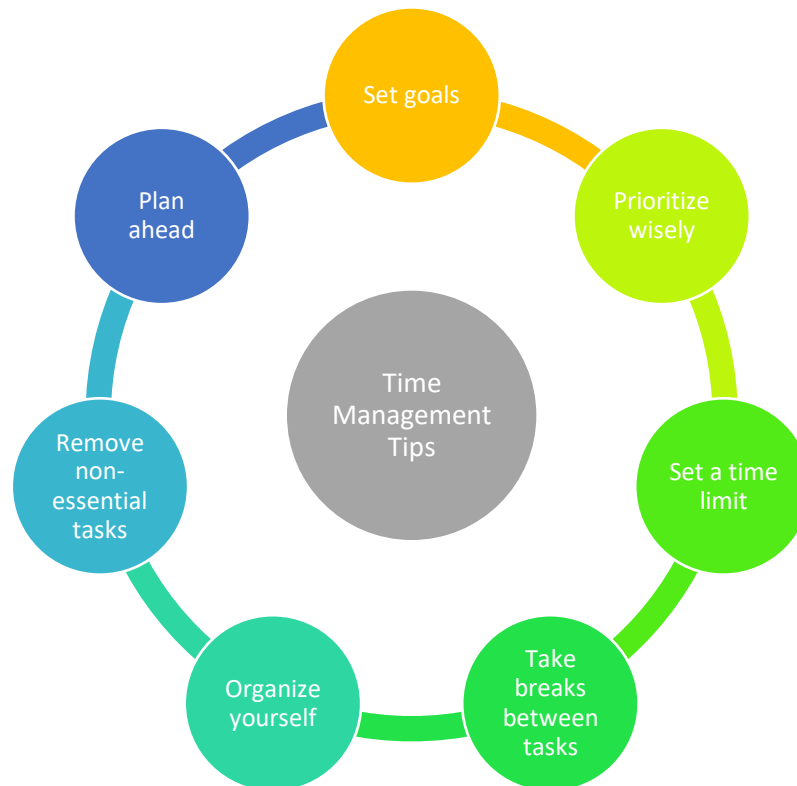 Set goals
Prioritize
wisely
Set a time
limit
Take
breaks
between
tasks
Organize
yourself
Remove
non-
essential
tasks
Plan
ahead
Time
Management
Tips